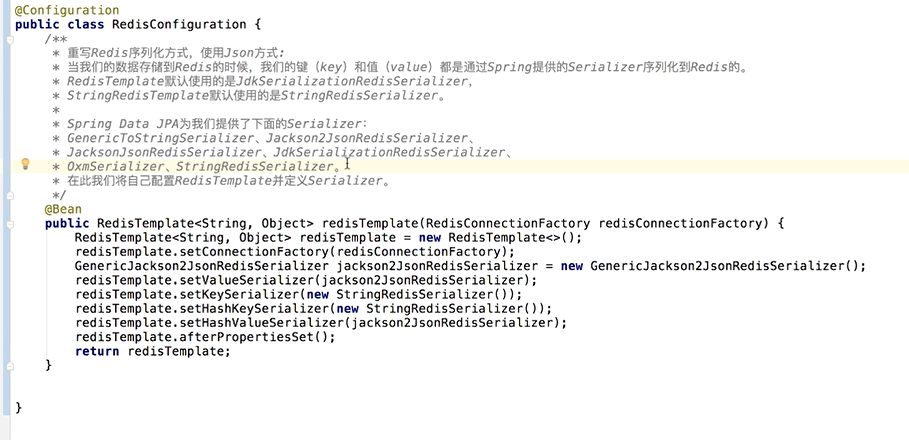 @Configuration
public class RedisConfiguration {
/**
* 重写Redis序列化方式，使用Json方式:
* 当我们的数据存储到Redis的时候，我们的键（key）和值（value）都是通过Spring提供的Serializer序列化到Redis的。
* RedisTemplate默认使用的是JdkSerializationRedisSerializer，
* StringRedisTemplate默认使用的是StringRedisSerializer。
*
* Spring Data JPA为我们提供了下面的Serializer：
* GenericToStringSerializer、Jackson2JsonRedisSerializer、
* JacksonJsonRedisSerializer、JdkSerializationRedisSerializer、
* OxmSerializer、StringRedisSerializer。
* 在此我们将自己配置RedisTemplate并定义Serializer。
*/
@Bean
public RedisTemplate<String, Object> redisTemplate(RedisConnectionFactory redisConnectionFactory) {
RedisTemplate<String, Object> redisTemplate = new RedisTemplate<>();
redisTemplate.setConnectionFactory(redisConnectionFactory);
GenericJackson2JsonRedisSerializer jackson2JsonRedisSerializer = new GenericJackson2JsonRedisSerializer();
redisTemplate.setValueSerializer(jackson2JsonRedisSerializer);
redisTemplate.setKeySerializer(new StringRedisSerializer());
redisTemplate.setHashKeySerializer(new StringRedisSerializer());
redisTemplate.setHashValueSerializer(jackson2JsonRedisSerializer);
redisTemplate.afterPropertiesSet();
return redisTemplate;
}
}